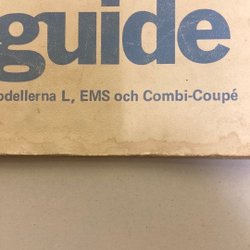 guide
odellerna L, EMS och Combi-Coupé